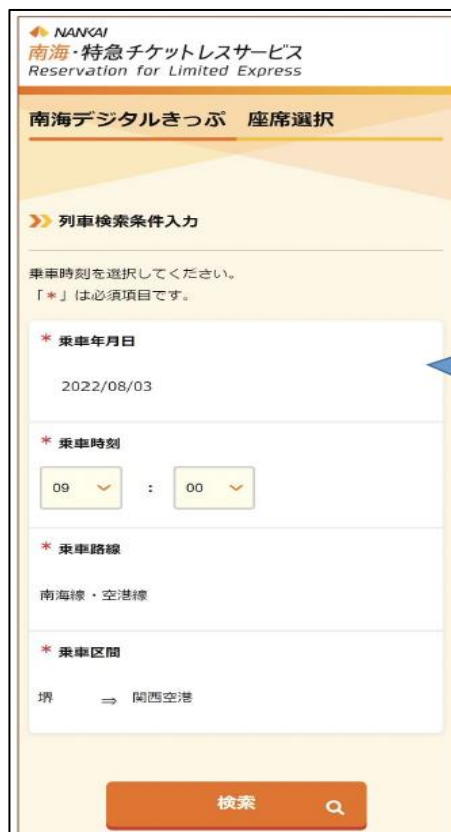 NANKAI
南海・特急チケットレスサービス
Reservation for Limited Express
南海デジタルきっぷ 座席選択
列車検索条件入力
乗車時刻を選択してください。
「*」は必須項目です。
* 乗車年月日
2022/08/03
* 乗車時刻
09 : 00
* 乗車路線
南海線・空港線
* 乗車区間
堺 ⇒ 関西空港
検索